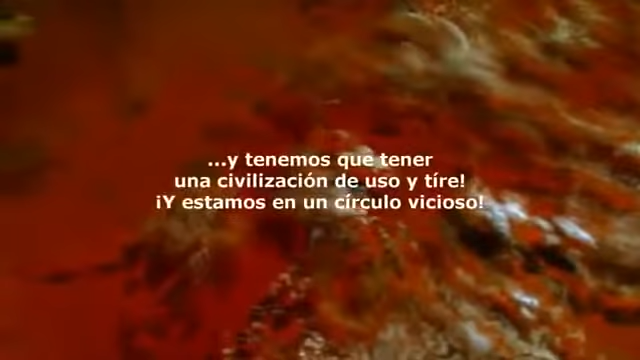 ...y tenemos que tener
una civilización de uso y tíre!
¡Y estamos en un círculo vicioso!